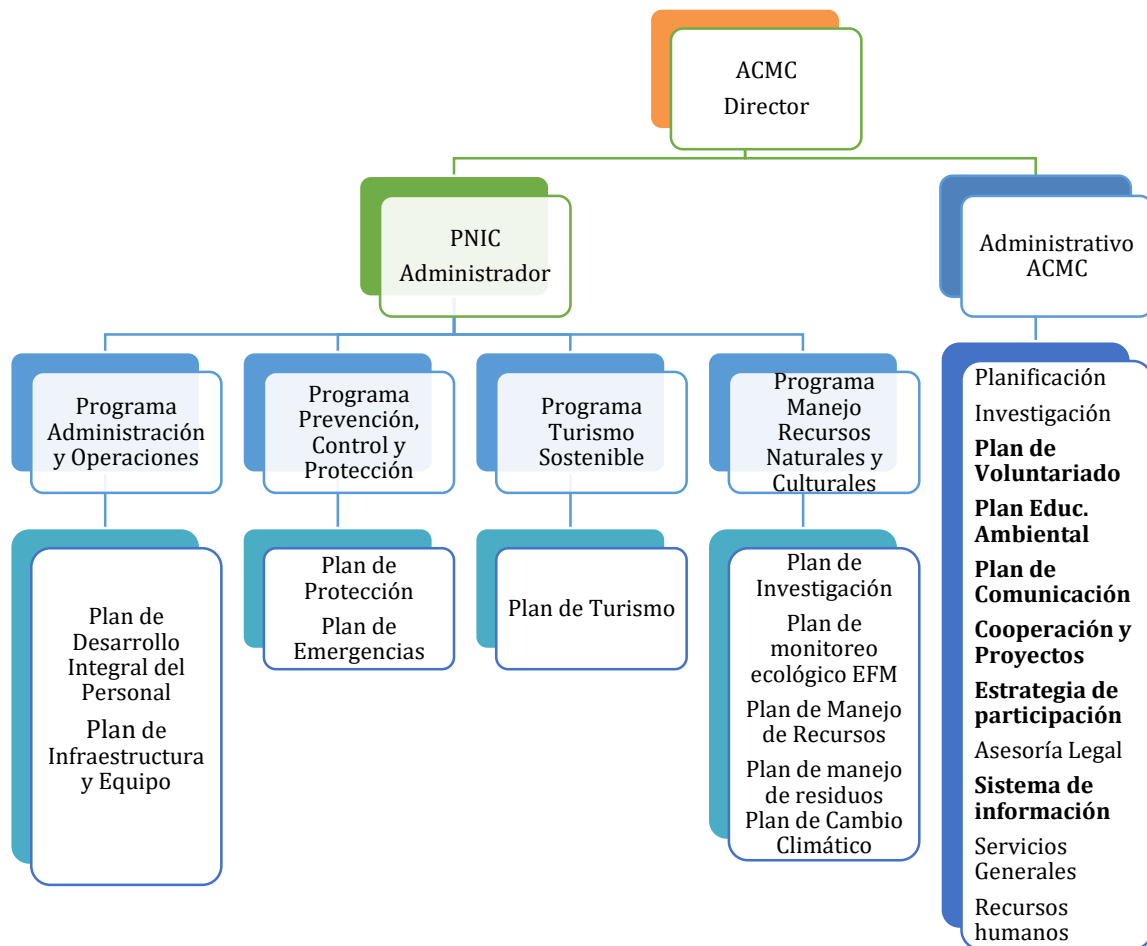 ACMC
Director
PNIC
Administrador
Administrativo
ACMC
Programa
Administración
y Operaciones
Programa
Prevención,
Control y
Protección
Programa
Turismo
Sostenible
Programa
Manejo
Recursos
Naturales y
Culturales
Plan de
Desarrollo
Integral del
Personal
Plan de
Infraestructura
y Equipo
Plan de
Protección
Plan de
Emergencias
Plan de Turismo
Plan de
Investigación
Plan de
monitoreo
ecológico EFM
Plan de Manejo
de Recursos
Plan de manejo
de residuos
Plan de Cambio
Climático
Planificación
Investigación
Plan de
Voluntariado
Plan Educ.
Ambiental
Plan de
Comunicación
Cooperación y
Proyectos
Estrategia de
participación
Asesoría Legal
Sistema de
información
Servicios
Generales
Recursos
humanos